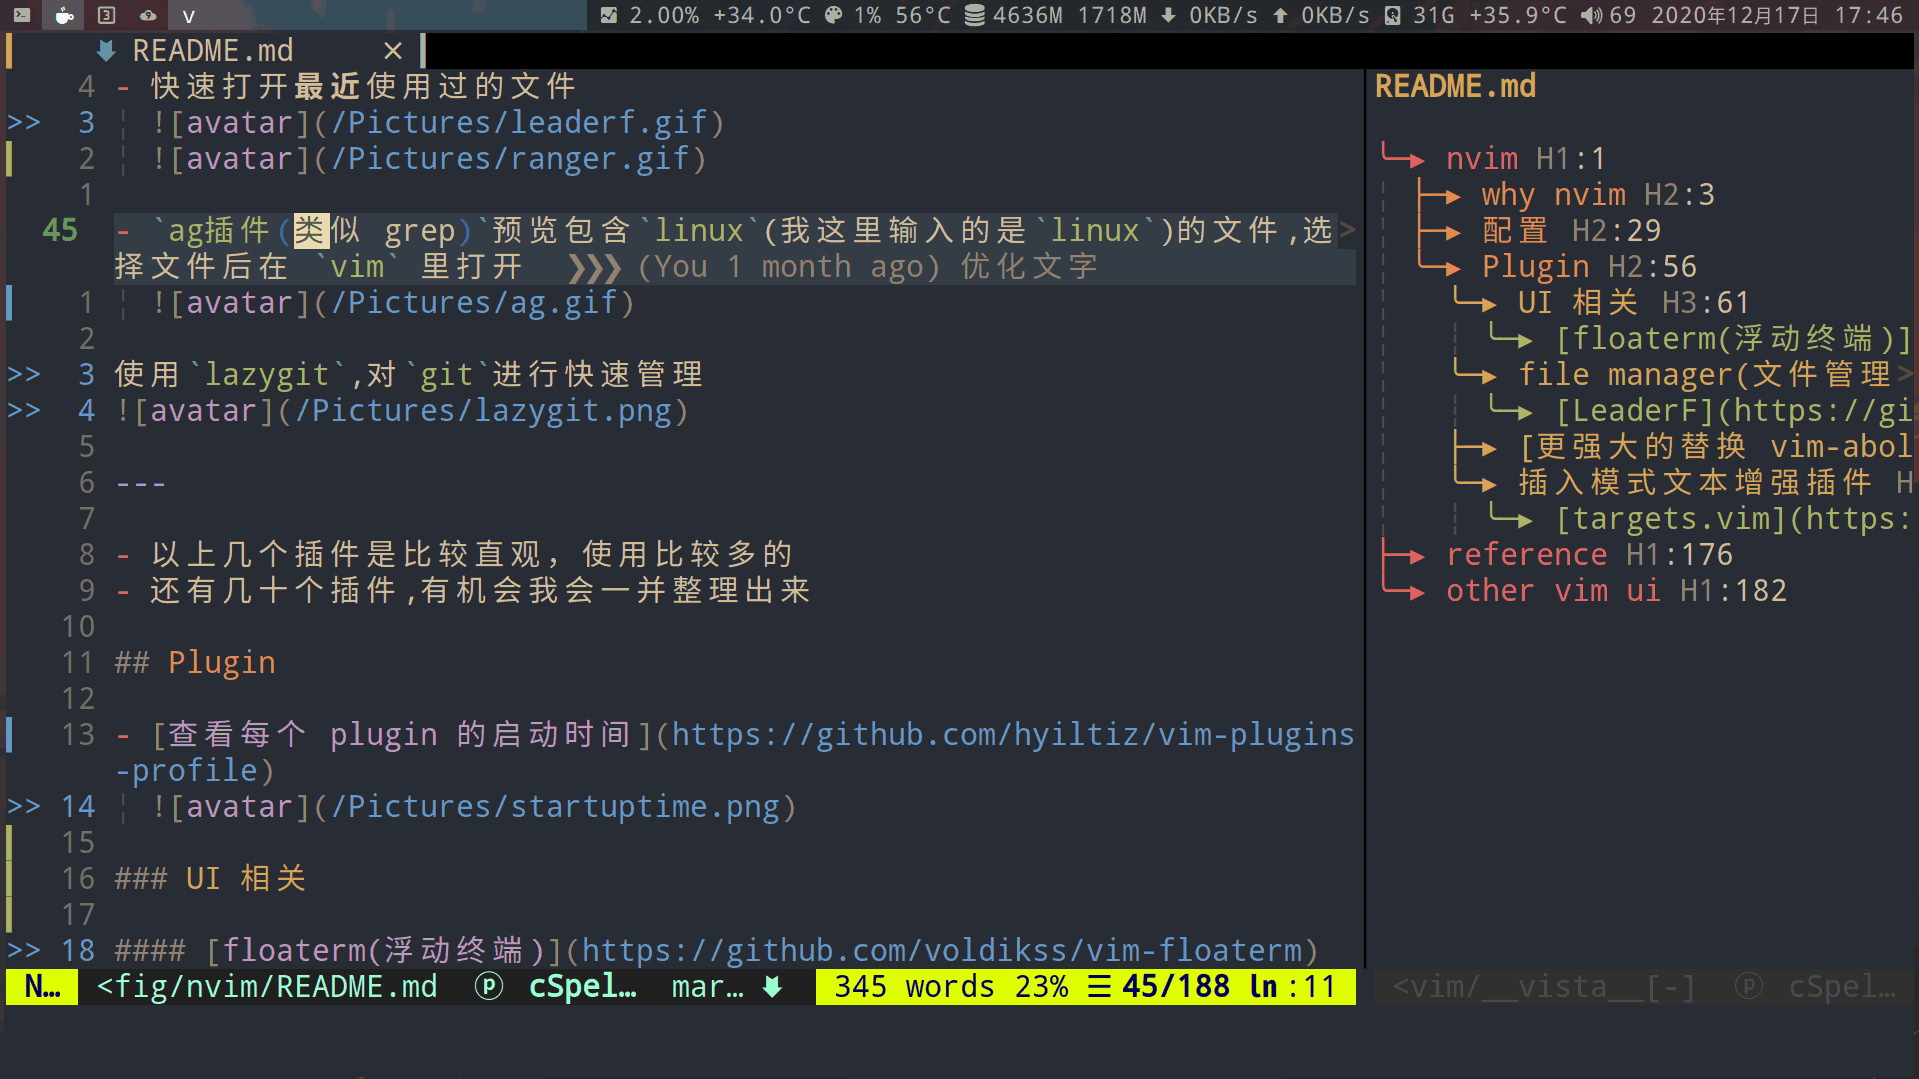 3 9 V 2.00% +34.0°C 1% 56°C 4636M 1718M 0KB/s 0KB/s 31G +35.9°C 69 2020年12月17日 17:46
README.md ×
4 - 快速打开最近使用过的文件
>> 3 ¦ ![avatar](/Pictures/leaderf.gif)
2 ¦ ![avatar](/Pictures/ranger.gif)
1
45 - `ag插件(类似 grep)`预览包含`linux`(我这里输入的是`linux`)的文件,选>
择文件后在 `vim` 里打开 ❯❯❯ (You 1 month ago) 优化文字
1 ¦ ![avatar](/Pictures/ag.gif)
2
>> 3 使用`lazygit`,对`git`进行快速管理
>> 4 ![avatar](/Pictures/lazygit.png)
5
6 ---
7
8 - 以上几个插件是比较直观，使用比较多的
9 - 还有几十个插件,有机会我会一并整理出来
10
11 ## Plugin
12
13 - [查看每个 plugin 的启动时间](https://github.com/hyiltiz/vim-plugins
-profile)
>> 14 ¦ ![avatar](/Pictures/startuptime.png)
15
16 ### UI 相关
17
>> 18 #### [floaterm(浮动终端)](https://github.com/voldikss/vim-floaterm)
README.md
nvim H1:1
why nvim H2:3
配置 H2:29
Plugin H2:56
UI 相关 H3:61
[floaterm(浮动终端)]
file manager(文件管理>
[LeaderF](https://gi
[更强大的替换 vim-abol
插入模式文本增强插件 H
[targets.vim](https:
reference H1:176
other vim ui H1:182
N… <fig/nvim/README.md ⓟ cSpel… mar… 345 words 23% ☰ 45/188 ln :11 <vim/__vista__[-] ⓟ cSpel…